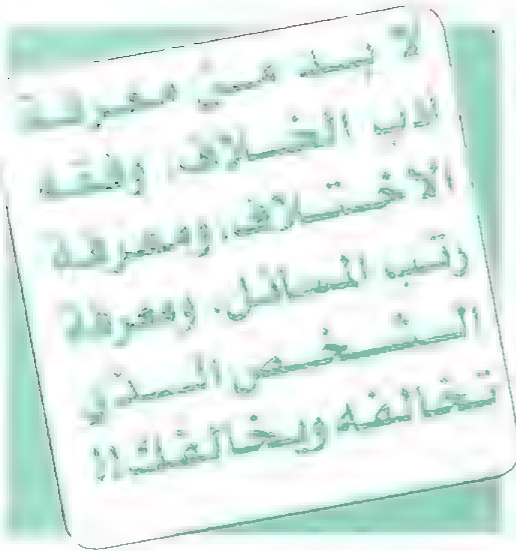 لا بد من معرفة
أدب الخلاف، وفقه
الاختلاف، ومعرفة
رتب المسائل، ومعرفة
الشخص الذي
تخالفه ويخالفك!!